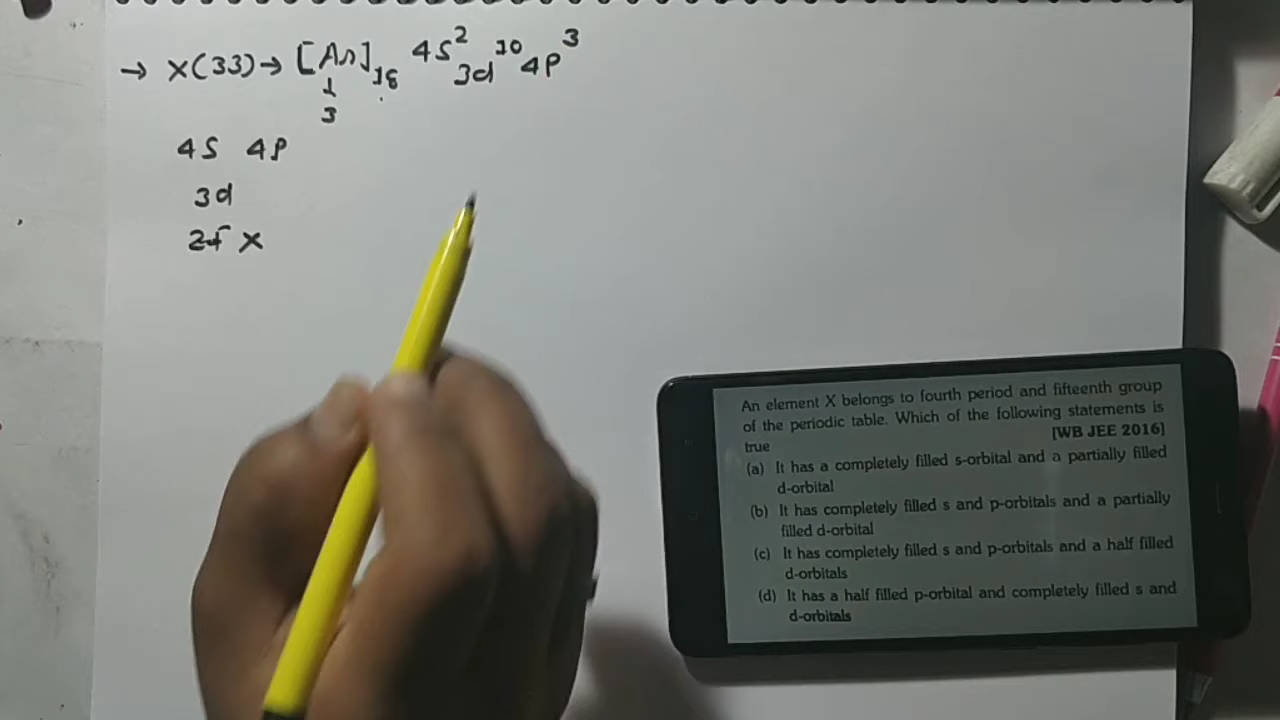 → X(33) → [Ar]₁₈ 4s² 3d¹⁰ 4p³
↓
3
4s 4p
3d
2f X
An element X belongs to fourth period and fifteenth group
of the periodic table. Which of the following statements is
true [WB JEE 2016]
(a) It has a completely filled s-orbital and a partially filled
d-orbital
(b) It has completely filled s and p-orbitals and a partially
filled d-orbital
(c) It has completely filled s and p-orbitals and a half filled
d-orbitals
(d) It has a half filled p-orbital and completely filled s and
d-orbitals